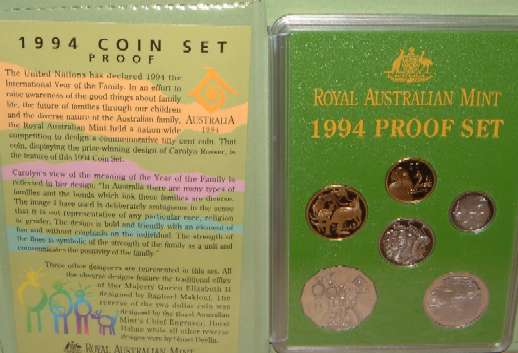 1994 COIN SET
PROOF
The United Nations has declared 1994 the
International Year of the Family. In an effort to
raise awareness of the good things about family
life, the future of families through our children
and the diverse nature of the Australian family,
the Royal Australian Mint held a nation-wide
competition to design a commemorative fifty cent coin. That
coin, displaying the prize-winning design of Carolyn Rosser, is
the feature of this 1994 Coin Set.
AUSTRALIA
1994
Carolyn's view of the meaning of the Year of the Family is
reflected in her design. "In Australia there are many types of
families and the bonds which link these families are diverse.
The image I have used is deliberately ambiguous in the sense
that it is not representative of any particular race, religion
or gender. The design is bold and friendly with an element of
fun and without emphasis on the individual. The strength of
the lines is symbolic of the strength of the family as a unit and
communicates the positivity of the family."
Three other designers are represented in this set. All
the obverse designs feature the traditional effigy
of Her Majesty Queen Elizabeth II
designed by Raphael Maklouf. The
reverse of the two dollar coin was
designed by the Royal Australian
Mint's Chief Engraver, Horst
Hahne while all other reverse
designs were by Stuart Devlin.
ROYAL AUSTRALIAN MINT
ROYAL AUSTRALIAN MINT
1994 PROOF SET